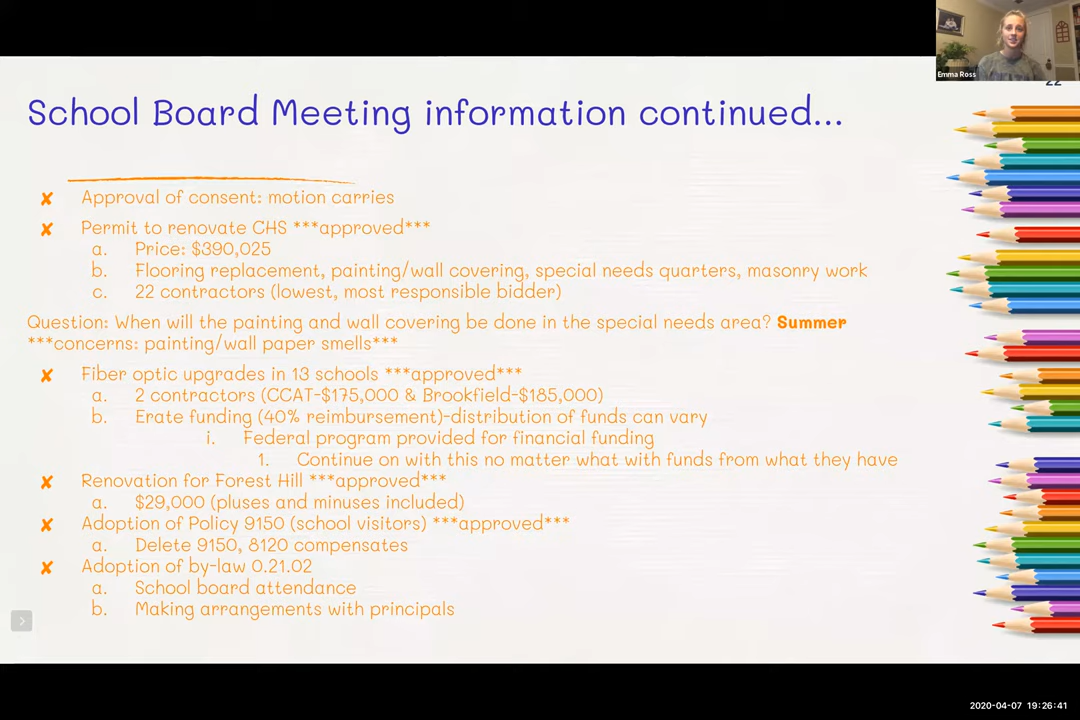 Emma Ross
22
School Board Meeting information continued...
✘ Approval of consent: motion carries
✘ Permit to renovate CHS ***approved***
a. Price: $390,025
b. Flooring replacement, painting/wall covering, special needs quarters, masonry work
c. 22 contractors (lowest, most responsible bidder)
Question: When will the painting and wall covering be done in the special needs area? Summer
***concerns: painting/wall paper smells***
✘ Fiber optic upgrades in 13 schools ***approved***
a. 2 contractors (CCAT-$175,000 & Brookfield-$185,000)
b. Erate funding (40% reimbursement)-distribution of funds can vary
i. Federal program provided for financial funding
1. Continue on with this no matter what with funds from what they have
✘ Renovation for Forest Hill ***approved***
a. $29,000 (pluses and minuses included)
✘ Adoption of Policy 9150 (school visitors) ***approved***
a. Delete 9150, 8120 compensates
✘ Adoption of by-law 0.21.02
a. School board attendance
b. Making arrangements with principals
2020-04-07 19:26:41